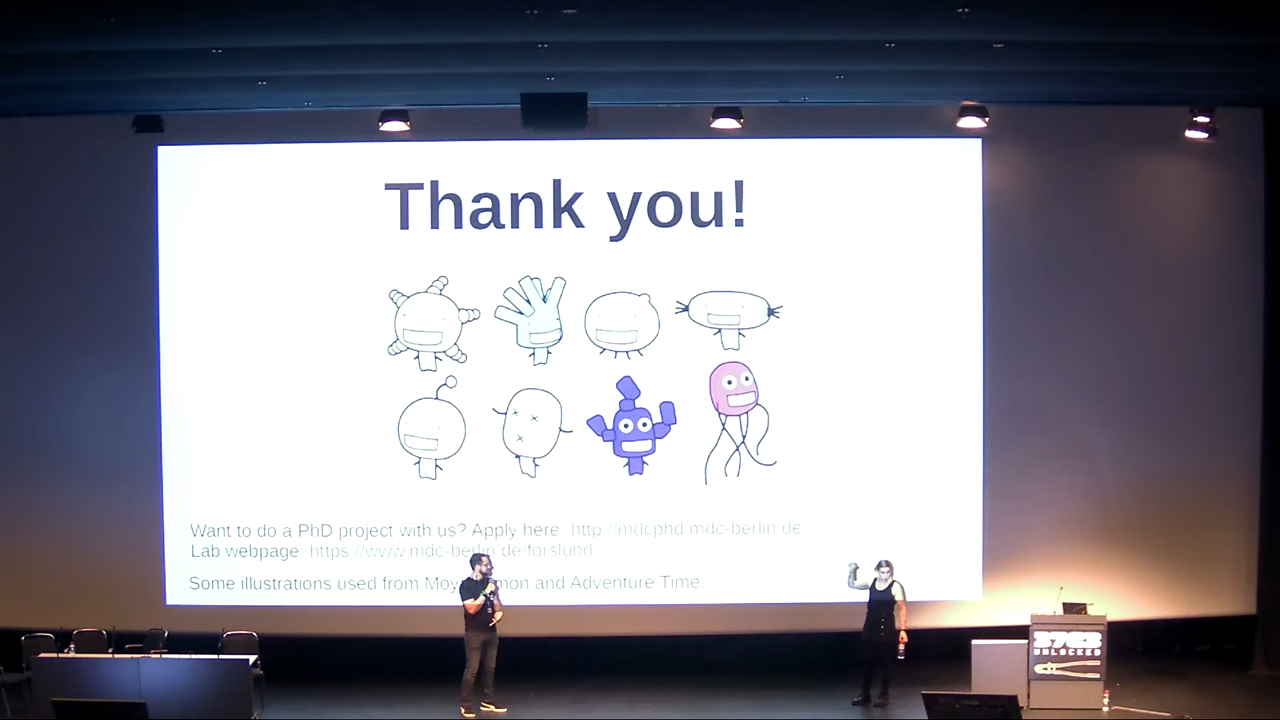 Thank you!
Want to do a PhD project with us? Apply here: http://mdcphd.mdc-berlin.de
Lab webpage https://www.mdc-berlin.de/forslund
Some illustrations used from and Adventure Time.
37C3
UNLOCKED